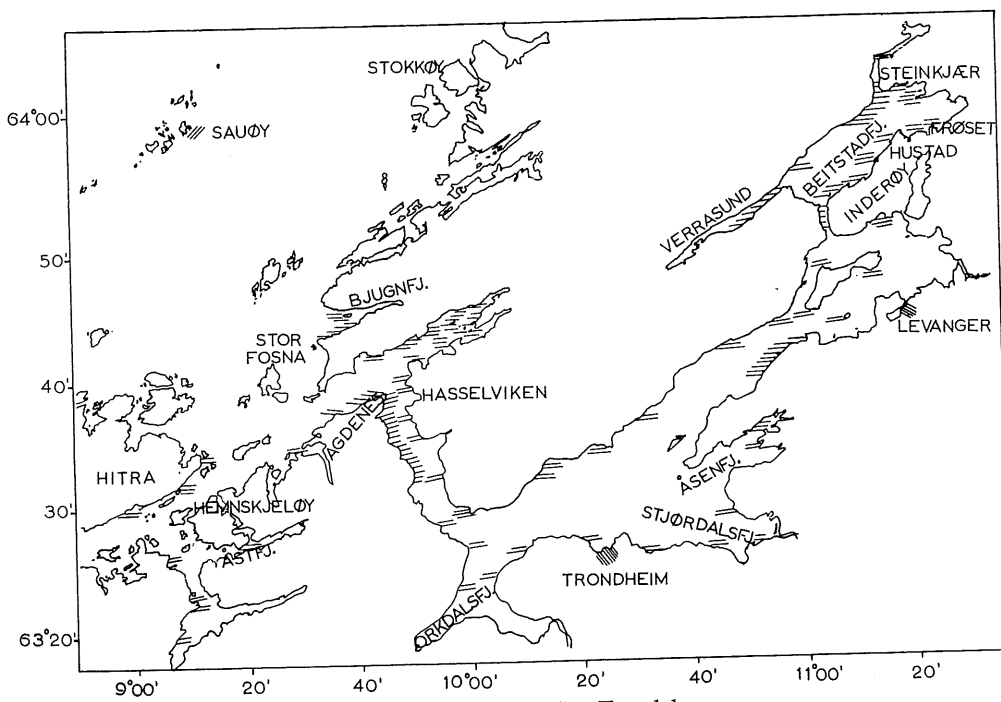 STOKKØY
STEINKJÆR
64°00'
SAUØY
FRØSET
HUSTAD
BEITSTADFJ.
INDERØY
VERRASUND
50'
BJUGNFJ.
STOR
FOSNA
LEVANGER
40'
HASSELVIKEN
AGDENES
HITRA
ÅSENFJ.
HEMNSKJELØY
30'
STJØRDALSFJ.
ÅSTFJ.
TRONDHEIM
ORKDALSFJ.
63°20'
9°00'
20'
40'
10°00'
20'
40'
11°00'
20'